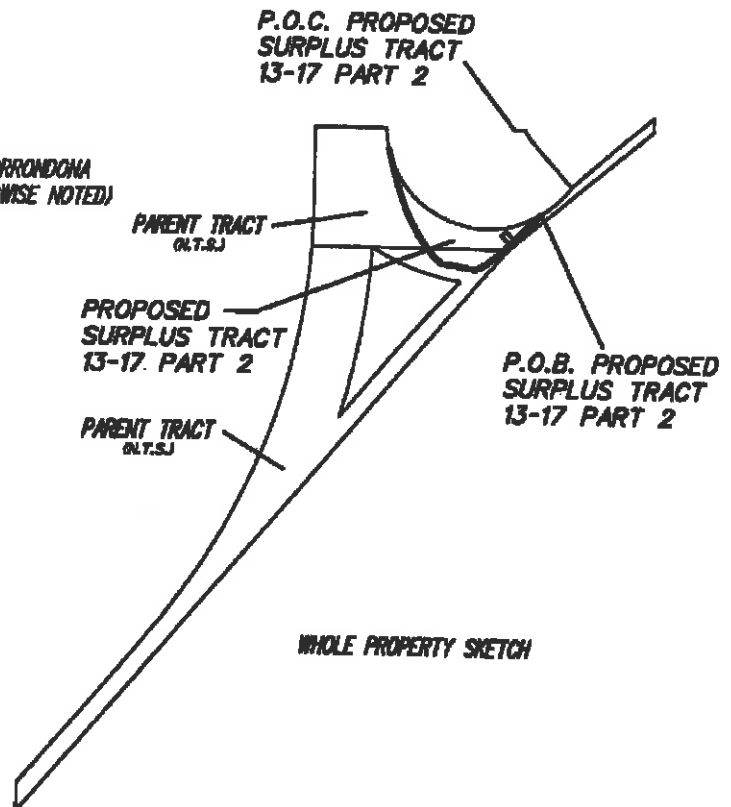 P.O.C. PROPOSED
SURPLUS TRACT
13-17 PART 2
RRONDONA
WISE NOTED)
PARENT TRACT
(N.T.S.)
PROPOSED
SURPLUS TRACT
13-17 PART 2
P.O.B. PROPOSED
SURPLUS TRACT
13-17 PART 2
PARENT TRACT
(N.T.S.)
WHOLE PROPERTY SKETCH